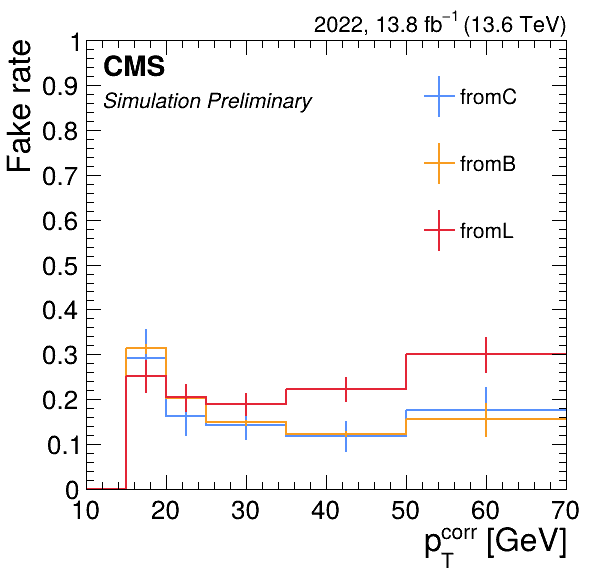 2022, 13.8 fb⁻¹ (13.6 TeV)
CMS
Simulation Preliminary
fromC
fromB
fromL
Fake rate
1
0.9
0.8
0.7
0.6
0.5
0.4
0.3
0.2
0.1
0
10 20 30 40 50 60 70
p_T^corr [GeV]